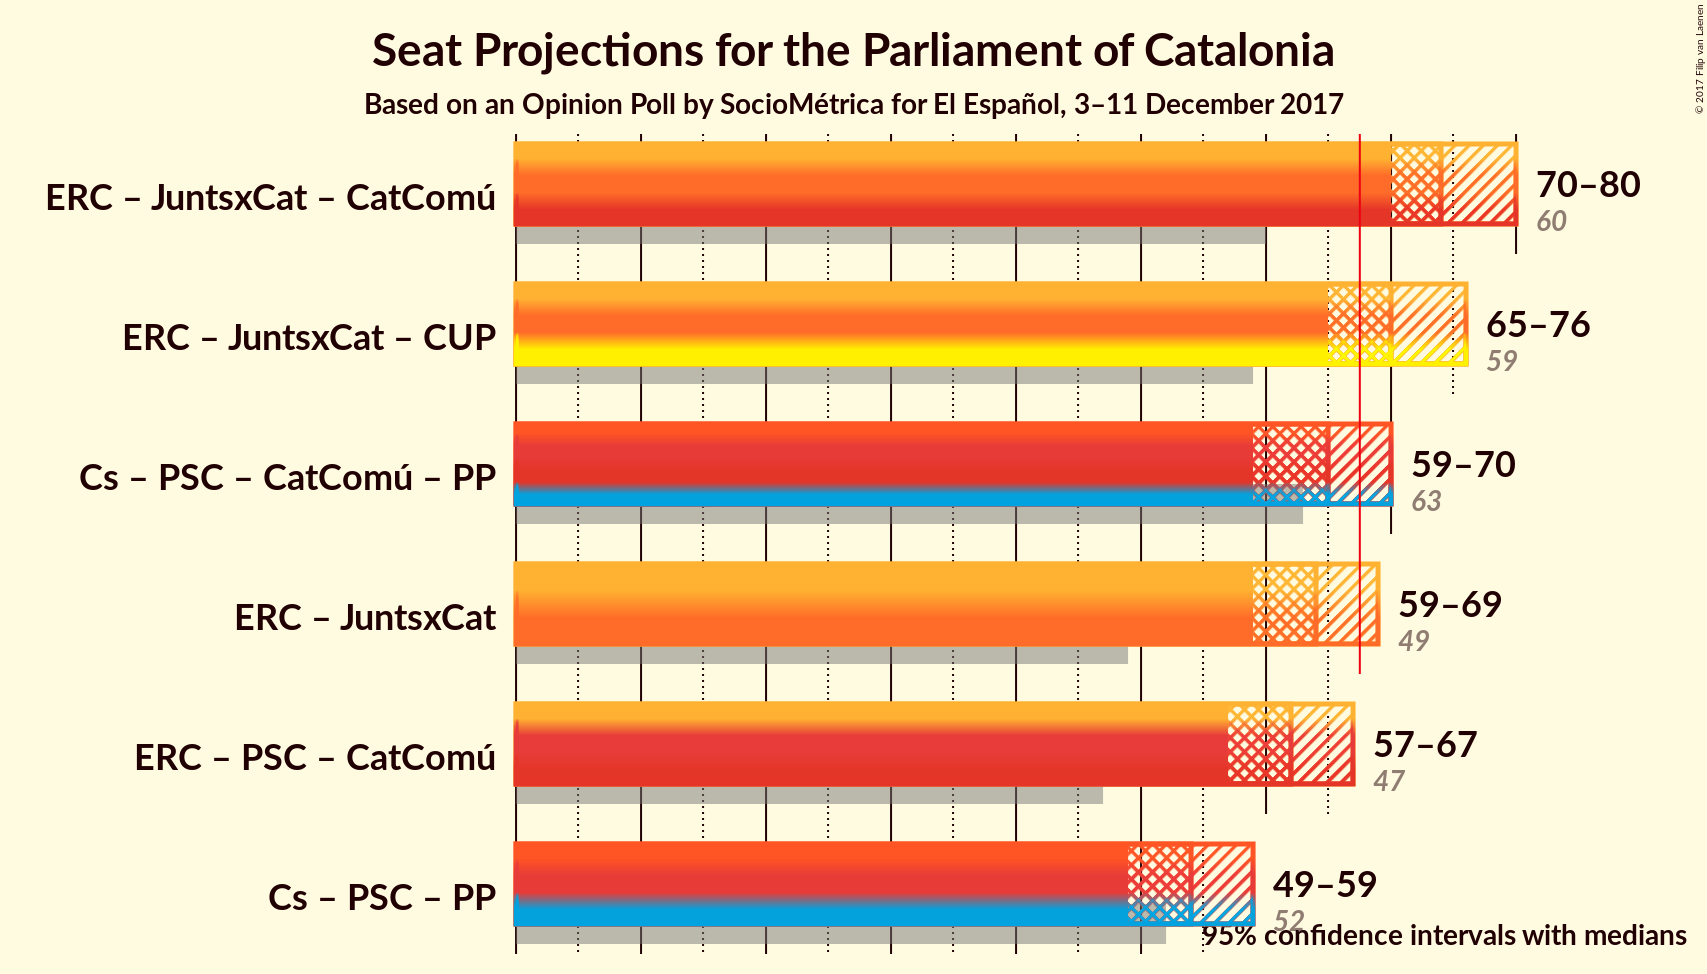 Seat Projections for the Parliament of Catalonia
Based on an Opinion Poll by SocioMétrica for El Español, 3–11 December 2017
© 2017 Filip van Laenen
ERC – JuntsxCat – CatComú
70–80
60
ERC – JuntsxCat – CUP
65–76
59
Cs – PSC – CatComú – PP
59–70
63
ERC – JuntsxCat
59–69
49
ERC – PSC – CatComú
57–67
47
Cs – PSC – PP
49–59
52
95% confidence intervals with medians